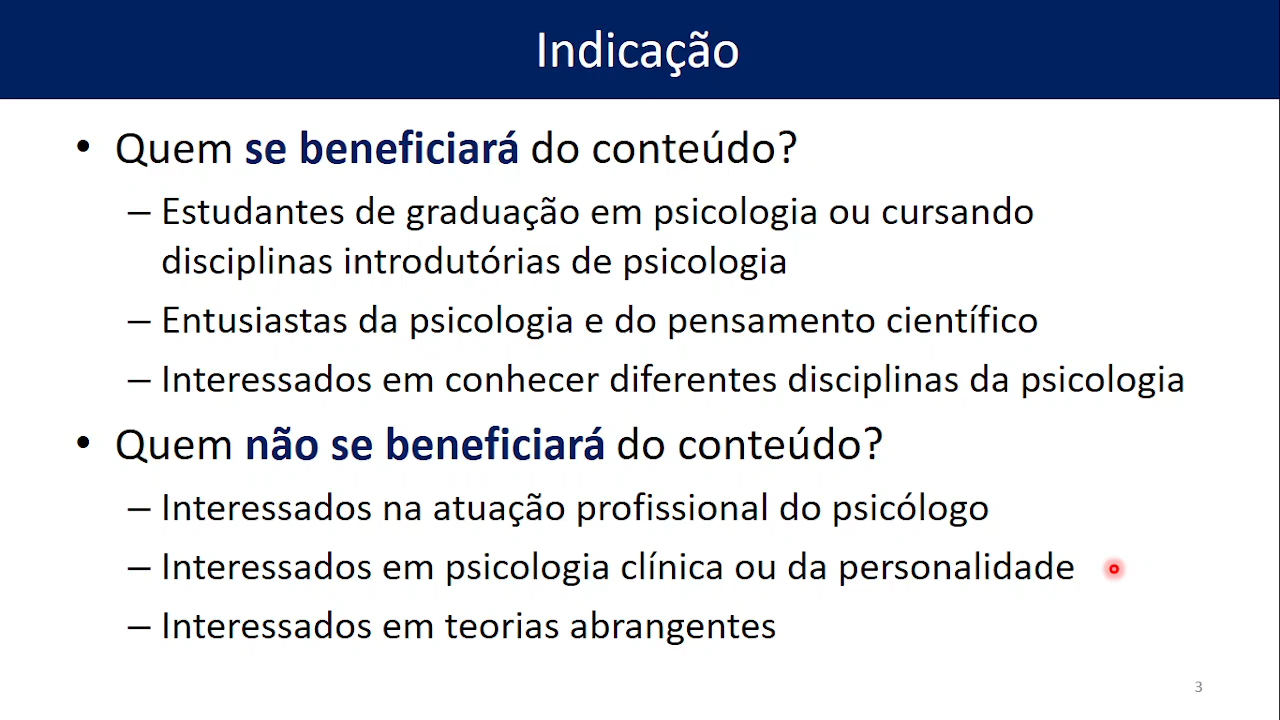 Indicação
• Quem se beneficiará do conteúdo?
– Estudantes de graduação em psicologia ou cursando
disciplinas introdutórias de psicologia
– Entusiastas da psicologia e do pensamento científico
– Interessados em conhecer diferentes disciplinas da psicologia
• Quem não se beneficiará do conteúdo?
– Interessados na atuação profissional do psicólogo
– Interessados em psicologia clínica ou da personalidade
– Interessados em teorias abrangentes
3